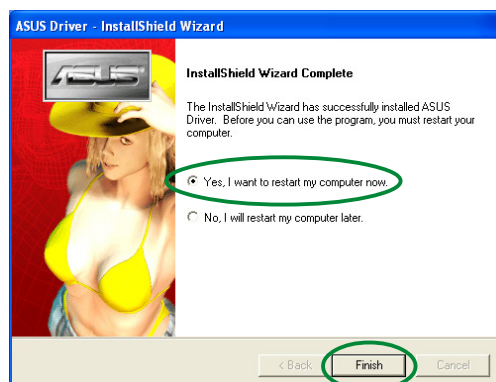 ASUS Driver - InstallShield Wizard
ASUS
InstallShield Wizard Complete
The InstallShield Wizard has successfully installed ASUS
Driver. Before you can use the program, you must restart your
computer.
Yes, I want to restart my computer now.
No, I will restart my computer later.
< Back
Finish
Cancel